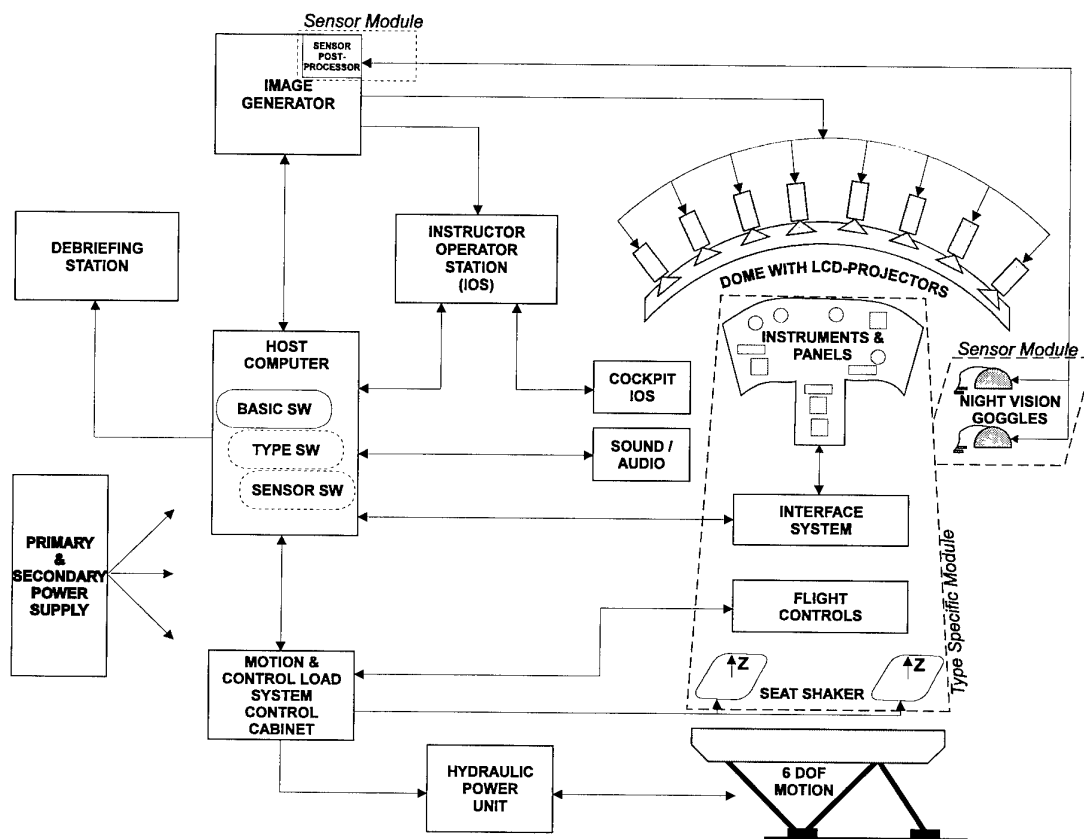 Sensor Module
SENSOR
POST-
PROCESSOR
IMAGE
GENERATOR
DEBRIEFING
STATION
INSTRUCTOR
OPERATOR
STATION
(IOS)
DOME WITH LCD-PROJECTORS
HOST
COMPUTER
BASIC SW
TYPE SW
SENSOR SW
COCKPIT
IOS
SOUND /
AUDIO
INSTRUMENTS &
PANELS
Sensor Module
NIGHT VISION
GOGGLES
PRIMARY
&
SECONDARY
POWER
SUPPLY
INTERFACE
SYSTEM
FLIGHT
CONTROLS
Type Specific Module
MOTION &
CONTROL LOAD
SYSTEM
CONTROL
CABINET
Z
Z
SEAT SHAKER
HYDRAULIC
POWER
UNIT
6 DOF
MOTION